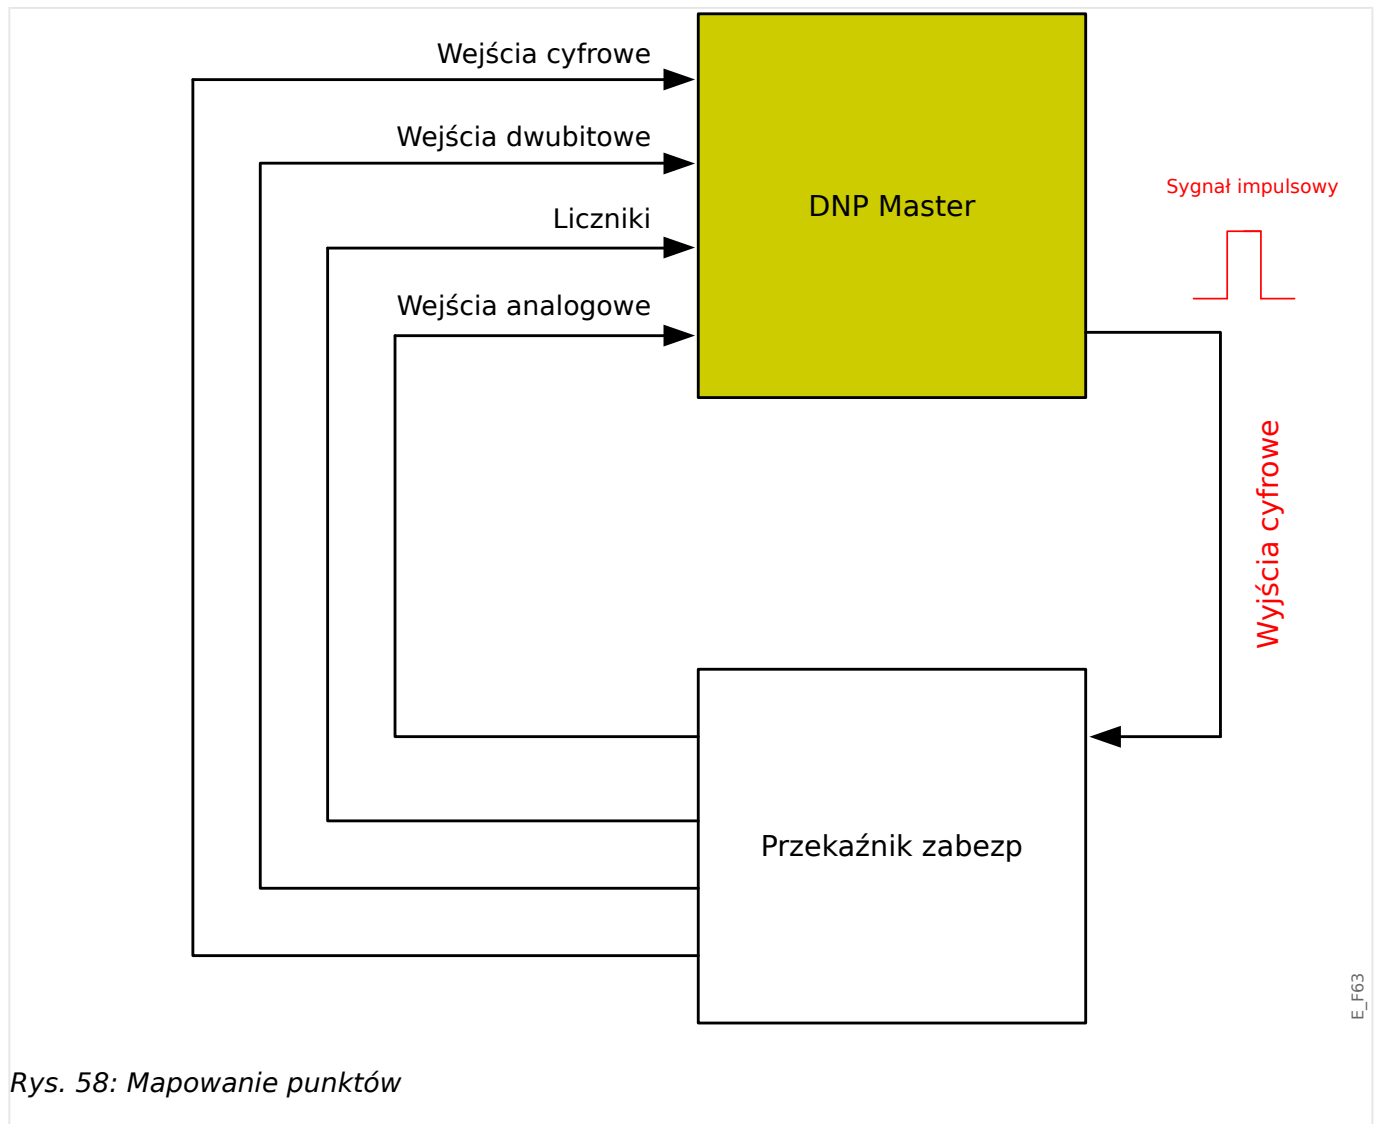 Wejścia cyfrowe
Wejścia dwubitowe
Liczniki
Wejścia analogowe
DNP Master
Sygnał impulsowy
Wyjścia cyfrowe
Przekaźnik zabezp
E_F63
Rys. 58: Mapowanie punktów